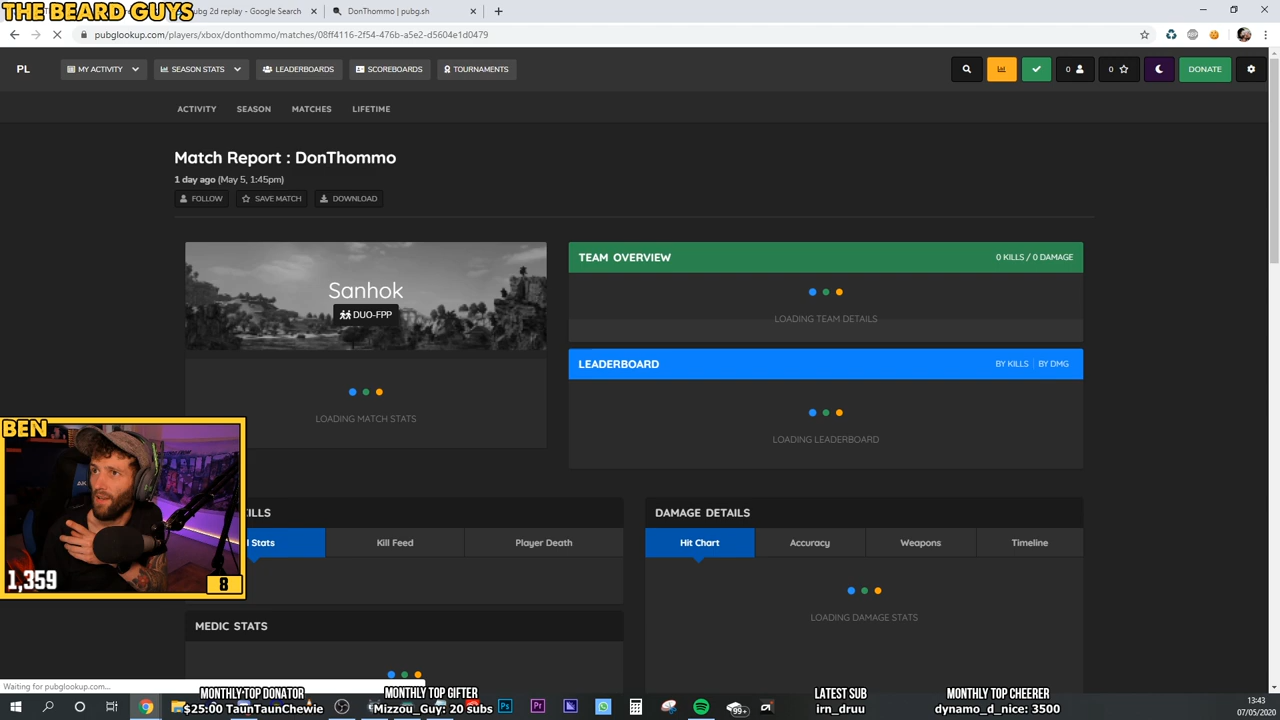 THE BEARD GUYS
pubg 2d replay - Google Search
DonThommo | pubg.sh
pubglookup.com/players/xbox/donthommo/matches/08ff4116-2f54-476b-a5e2-d5604e1d0479
PL
MY ACTIVITY
SEASON STATS
LEADERBOARDS
SCOREBOARDS
TOURNAMENTS
0
0
DONATE
ACTIVITY
SEASON
MATCHES
LIFETIME
Match Report : DonThommo
1 day ago (May 5, 1:45pm)
FOLLOW
SAVE MATCH
DOWNLOAD
Sanhok
DUO-FPP
LOADING MATCH STATS
TEAM OVERVIEW
0 KILLS / 0 DAMAGE
LOADING TEAM DETAILS
LEADERBOARD
BY KILLS
BY DMG
LOADING LEADERBOARD
BEN
1,359
8
KILLS
Stats
Kill Feed
Player Death
MEDIC STATS
DAMAGE DETAILS
Hit Chart
Accuracy
Weapons
Timeline
LOADING DAMAGE STATS
Waiting for pubglookup.com...
MONTHLY TOP DONATOR
$25.00 TaunTaunChewie
MONTHLY TOP GIFTER
Mizzou_Guy: 20 subs
99+
LATEST SUB
irn_druu
MONTHLY TOP CHEERER
dynamo_d_nice: 3500
13:43
07/05/2020